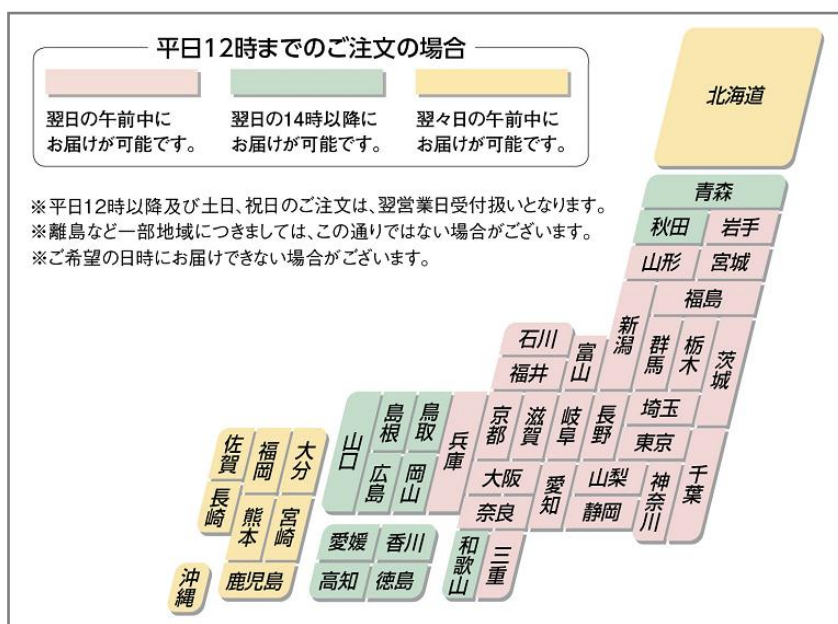 平日12時までのご注文の場合
翌日の午前中に
お届けが可能です。
翌日の14時以降に
お届けが可能です。
翌々日の午前中に
お届けが可能です。
※平日12時以降及び土日、祝日のご注文は、翌営業日受付扱いとなります。
※離島など一部地域につきましては、この通りではない場合がございます。
※ご希望の日時にお届けできない場合がございます。
北海道
青森
秋田
岩手
山形
宮城
福島
新潟
群馬
栃木
茨城
石川
富山
福井
埼玉
東京
千葉
神奈川
京都
滋賀
岐阜
長野
兵庫
大阪
奈良
愛知
山梨
静岡
和歌山
三重
山口
島根
鳥取
広島
岡山
愛媛
香川
高知
徳島
佐賀
福岡
大分
長崎
熊本
宮崎
鹿児島
沖縄